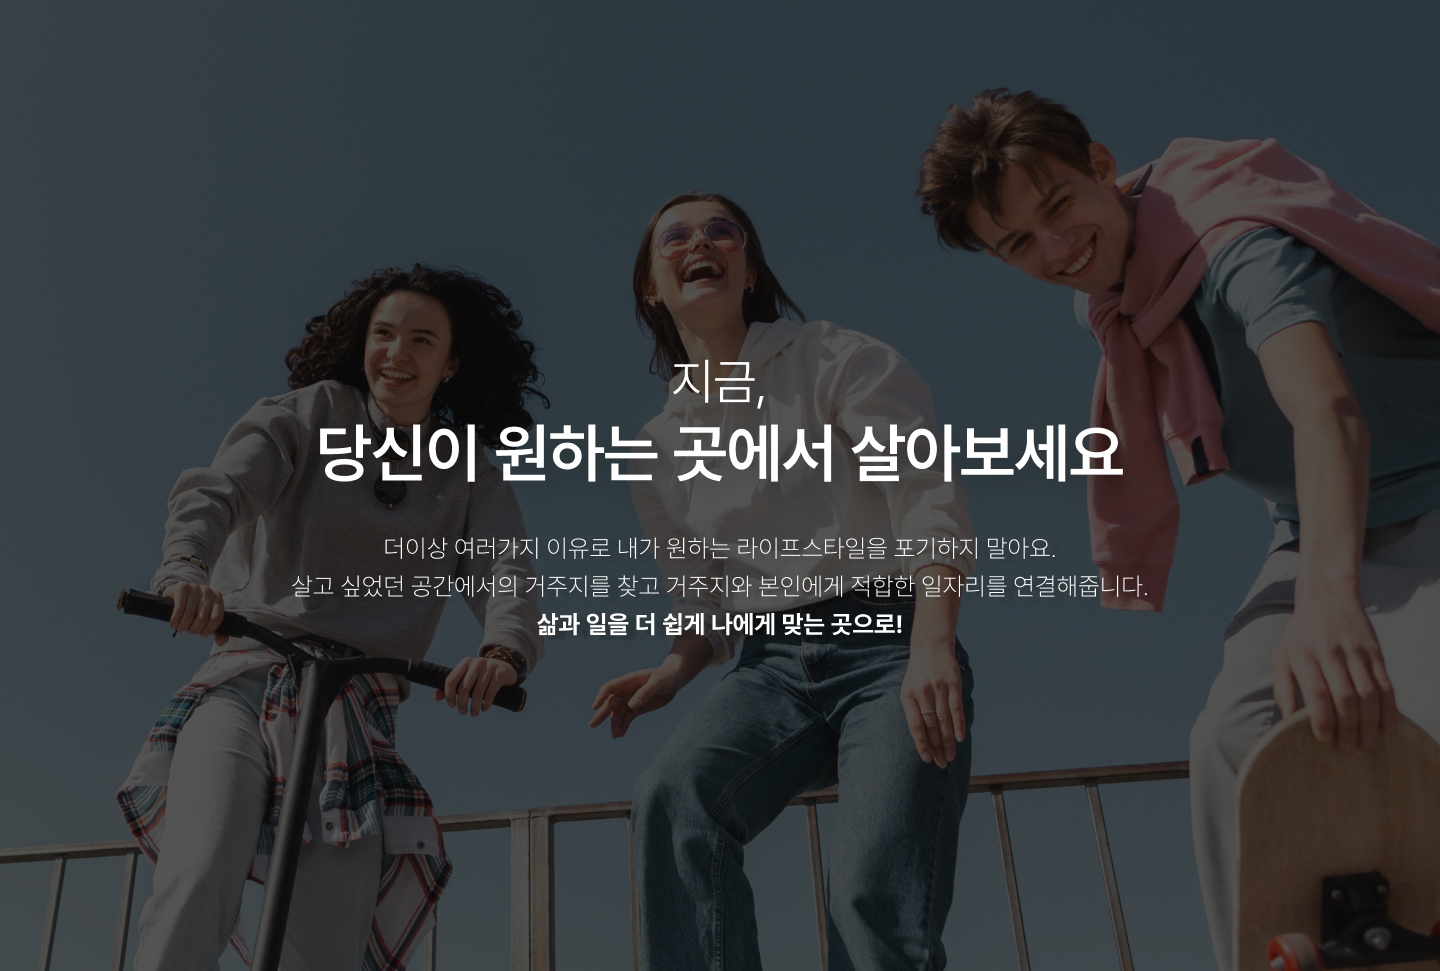 지금,
당신이 원하는 곳에서 살아보세요
더이상 여러가지 이유로 내가 원하는 라이프스타일을 포기하지 말아요.
살고 싶었던 공간에서의 거주지를 찾고 거주지와 본인에게 적합한 일자리를 연결해줍니다.
삶과 일을 더 쉽게 나에게 맞는 곳으로!